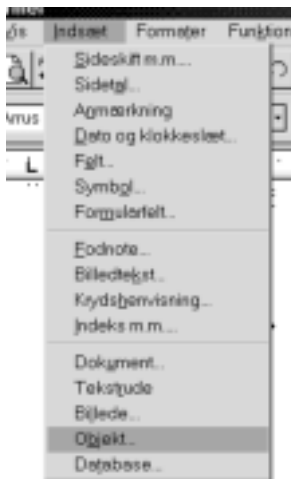 Indsæt Formater Funktion
Sideskift m.m....
Sidetal...
Anmærkning
Dato og klokkeslæt...
Felt...
Symbol...
Formularfelt...
Fodnote...
Billedtekst...
Krydshenvisning...
Indeks m.m....
Dokument...
Tekstrude
Billede...
Objekt...
Database...